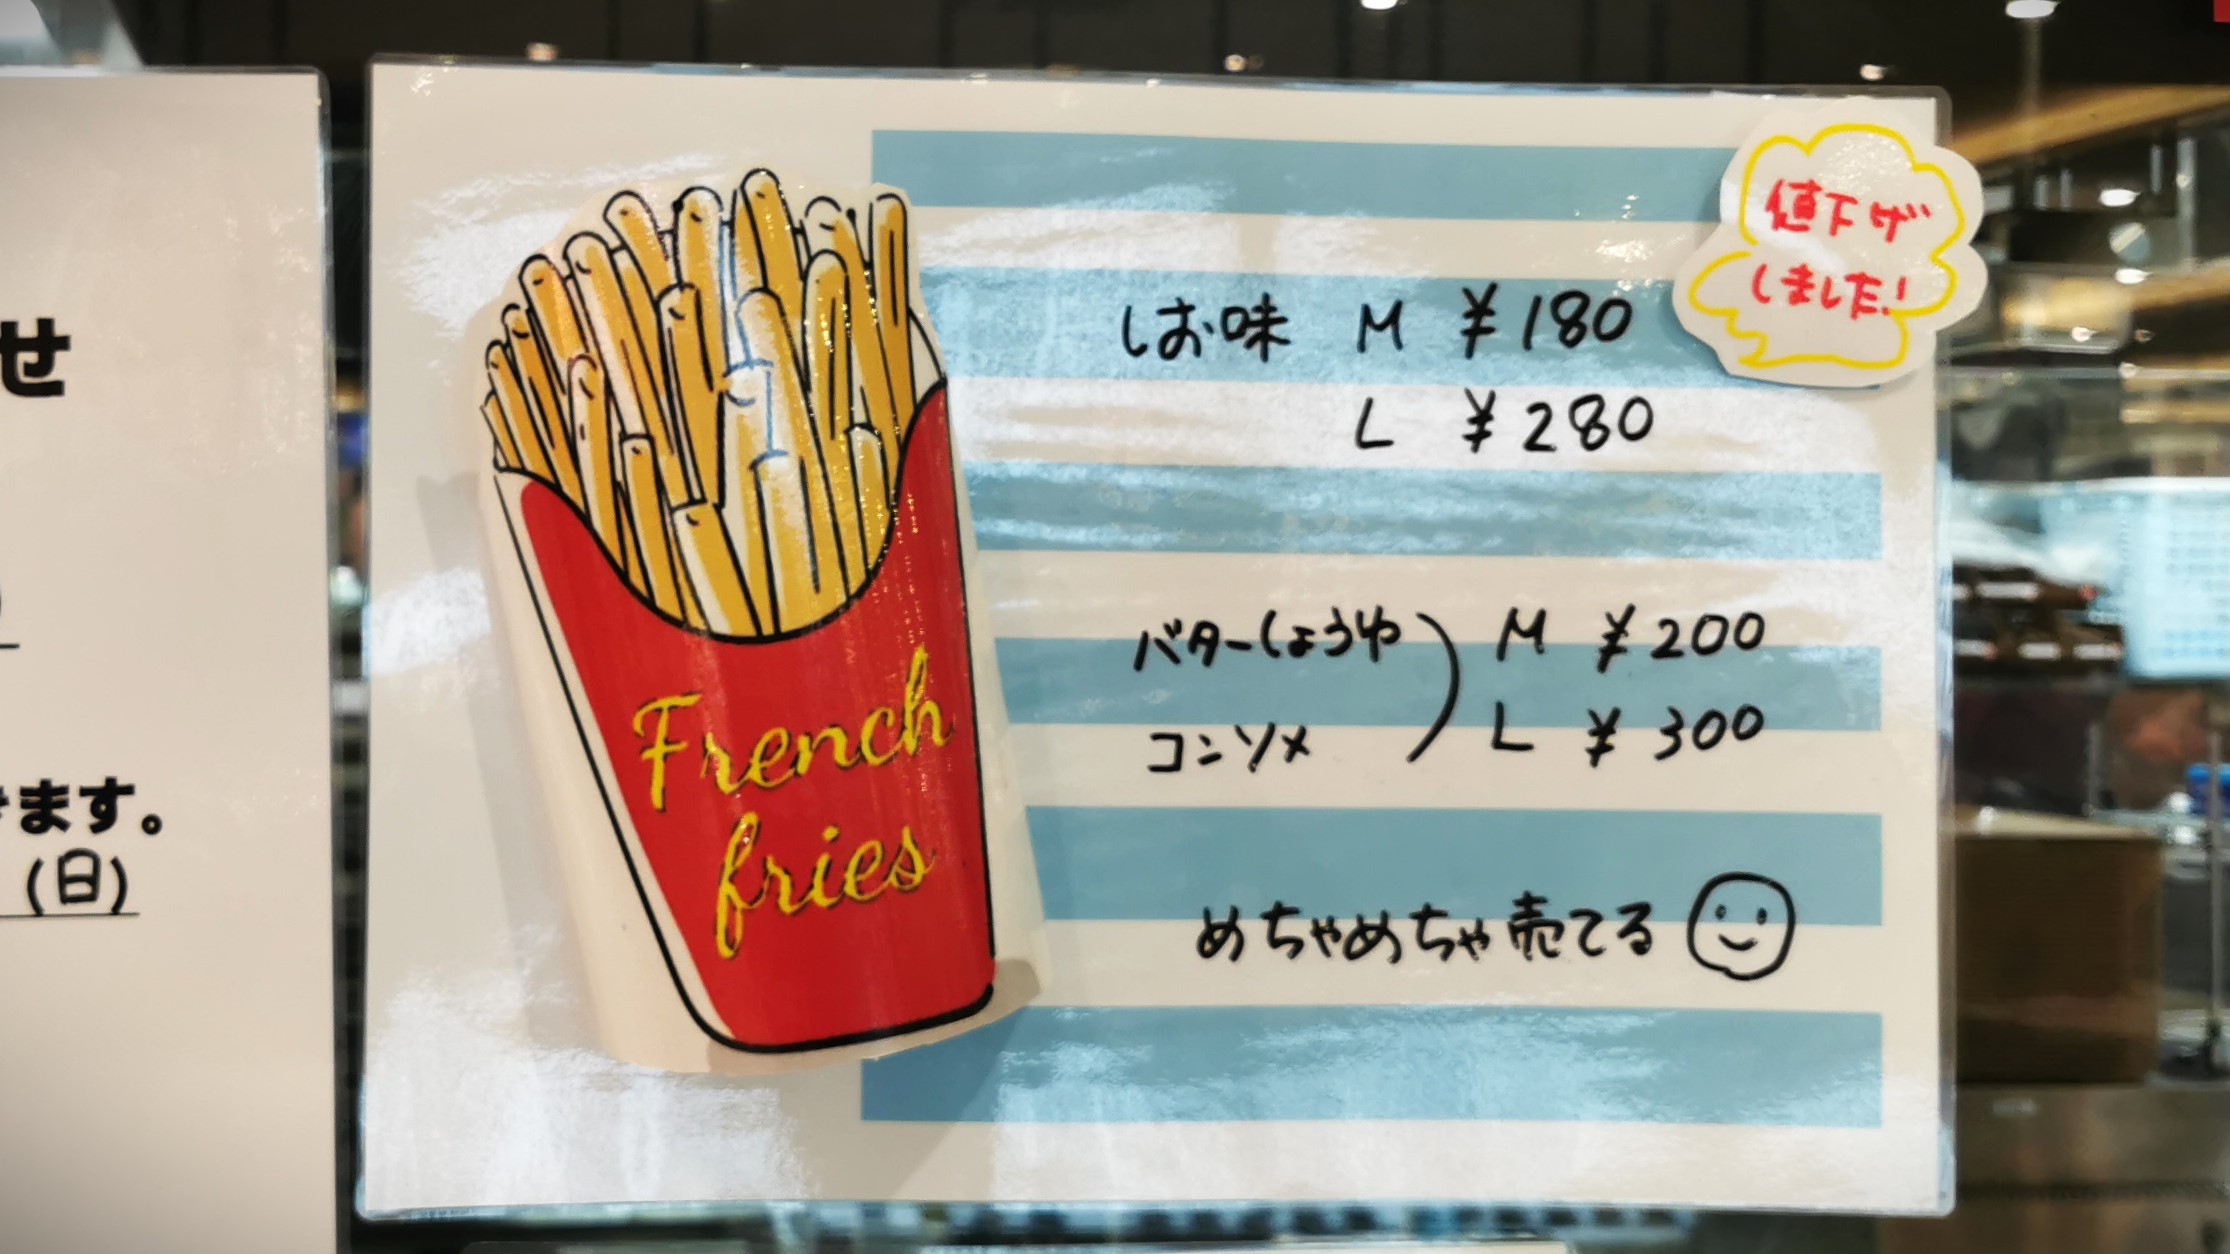 せ
きます。
(日)
French
fries
値下げ
しました!
しお味 M ¥180
L ¥280
バターしょうゆ
コンソメ
M ¥200
L ¥300
めちゃめちゃ売てる